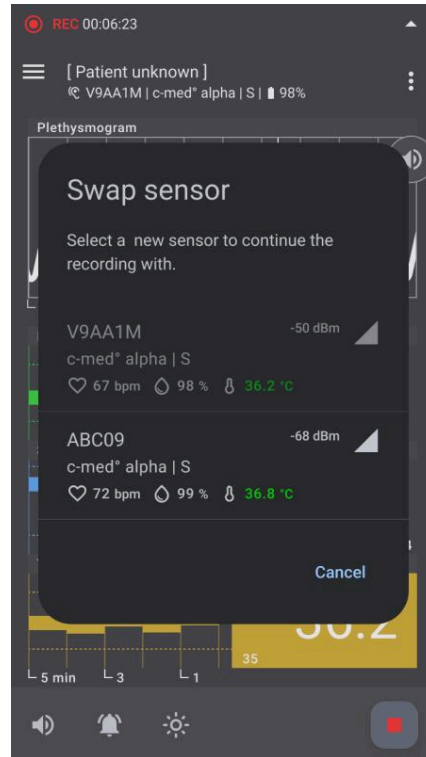 REC 00:06:23
[ Patient unknown ]
V9AA1M | c-med° alpha | S | 98%
Plethysmogram
Swap sensor
Select a new sensor to continue the
recording with.
V9AA1M
-50 dBm
c-med° alpha | S
67 bpm 98 % 36.2 °C
ABC09
-68 dBm
c-med° alpha | S
72 bpm 99 % 36.8 °C
Cancel
35
5 min 3 1